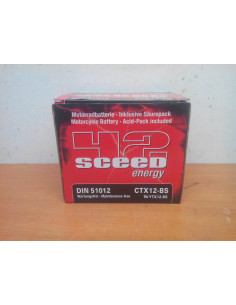 Motorradbatterie - Inklusive Säurepack
Motorcycle Battery - Acid-Pack included
42
sceed
energy
DIN 51012
CTX12-BS
Wartungsfrei - Maintenance free